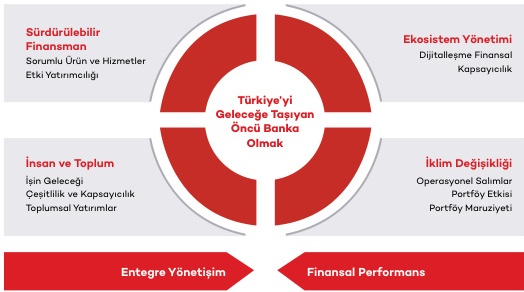 Sürdürülebilir
Finansman
Sorumlu Ürün ve Hizmetler
Etki Yatırımcılığı
Ekosistem Yönetimi
Dijitalleşme Finansal
Kapsayıcılık
Türkiye'yi
Geleceğe Taşıyan
Öncü Banka
Olmak
İnsan ve Toplum
İşin Geleceği
Çeşitlilik ve Kapsayıcılık
Toplumsal Yatırımlar
İklim Değişikliği
Operasyonel Salımlar
Portföy Etkisi
Portföy Maruziyeti
Entegre Yönetişim
Finansal Performans